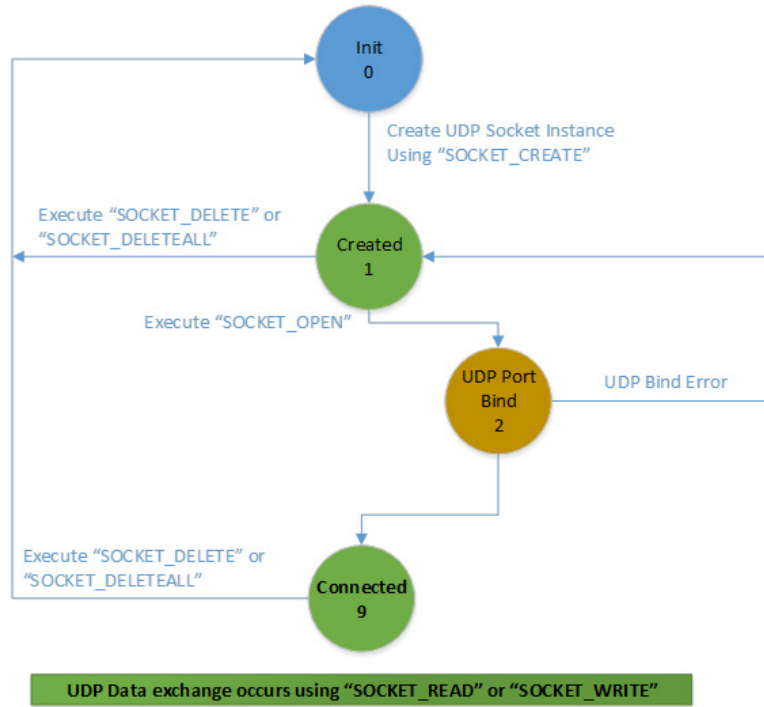 Init
0
Create UDP Socket Instance
Using “SOCKET_CREATE”
Execute “SOCKET_DELETE” or
“SOCKET_DELETEALL”
Created
1
Execute “SOCKET_OPEN”
UDP Port
Bind
2
UDP Bind Error
Execute “SOCKET_DELETE” or
“SOCKET_DELETEALL”
Connected
9
UDP Data exchange occurs using “SOCKET_READ” or “SOCKET_WRITE”